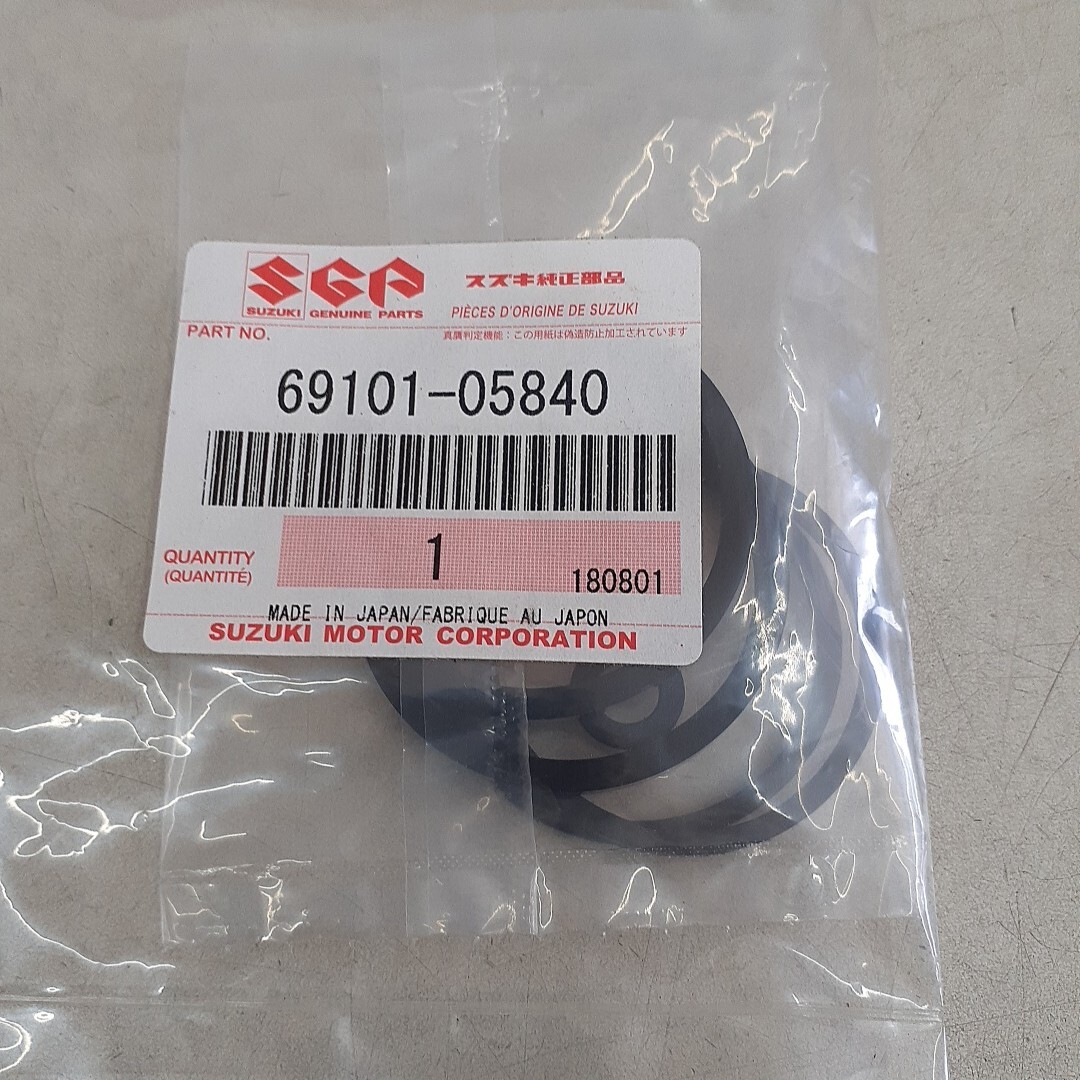 SGP スズキ純正部品
SUZUKI GENUINE PARTS PIÈCES D'ORIGINE DE SUZUKI
PART NO. 真贋判定機能：この用紙は偽造防止加工されています
69101-05840
QUANTITY
(QUANTITÉ)
1
180801
MADE IN JAPAN/FABRIQUE AU JAPON
SUZUKI MOTOR CORPORATION